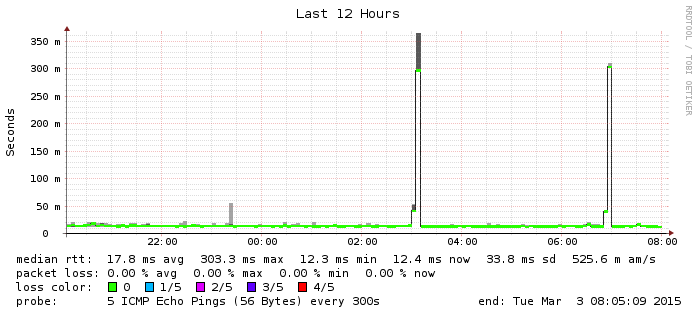 Last 12 Hours
RRDTOOL / TOBI OETIKER
Seconds
350 m
300 m
250 m
200 m
150 m
100 m
50 m
0
22:00 00:00 02:00 04:00 06:00 08:00
median rtt: 17.8 ms avg 303.3 ms max 12.3 ms min 12.4 ms now 33.8 ms sd 525.6 m am/s
packet loss: 0.00 % avg 0.00 % max 0.00 % min 0.00 % now
loss color: 0 1/5 2/5 3/5 4/5
probe: 5 ICMP Echo Pings (56 Bytes) every 300s end: Tue Mar 3 08:05:09 2015